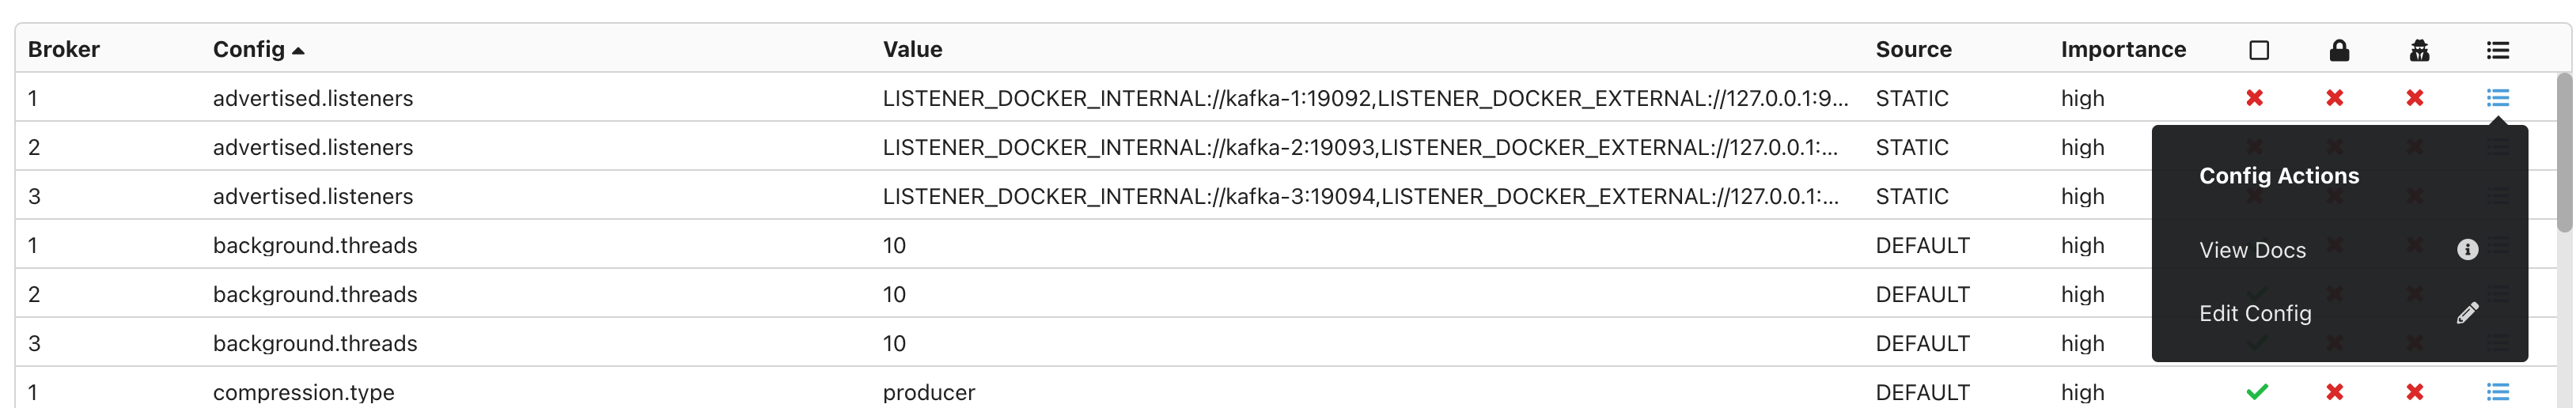 Broker Config Value Source Importance
1 advertised.listeners LISTENER_DOCKER_INTERNAL://kafka-1:19092,LISTENER_DOCKER_EXTERNAL://127.0.0.1:9... STATIC high
2 advertised.listeners LISTENER_DOCKER_INTERNAL://kafka-2:19093,LISTENER_DOCKER_EXTERNAL://127.0.0.1:... STATIC high
3 advertised.listeners LISTENER_DOCKER_INTERNAL://kafka-3:19094,LISTENER_DOCKER_EXTERNAL://127.0.0.1:... STATIC high
1 background.threads 10 DEFAULT high
2 background.threads 10 DEFAULT high
3 background.threads 10 DEFAULT high
1 compression.type producer DEFAULT high
Config Actions
View Docs
Edit Config